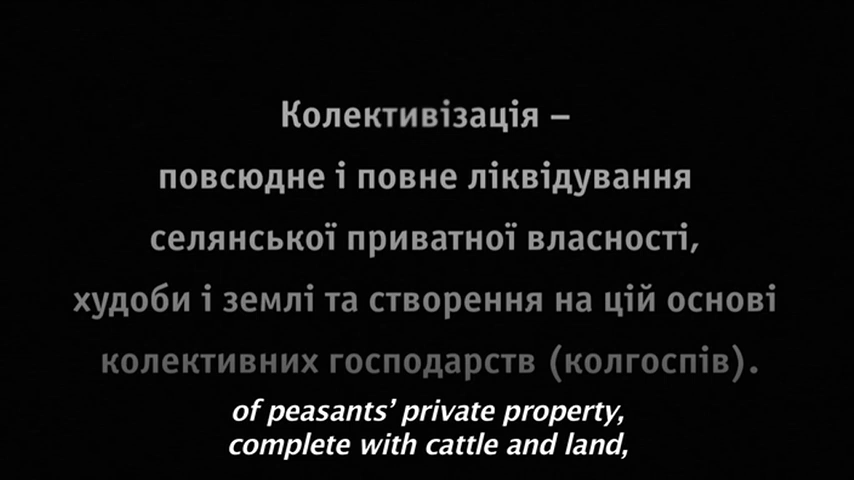 Колективізація –
повсюдне і повне ліквідування
селянської приватної власності,
худоби і землі та створення на цій основі
колективних господарств (колгоспів).
of peasants’ private property,
complete with cattle and land,